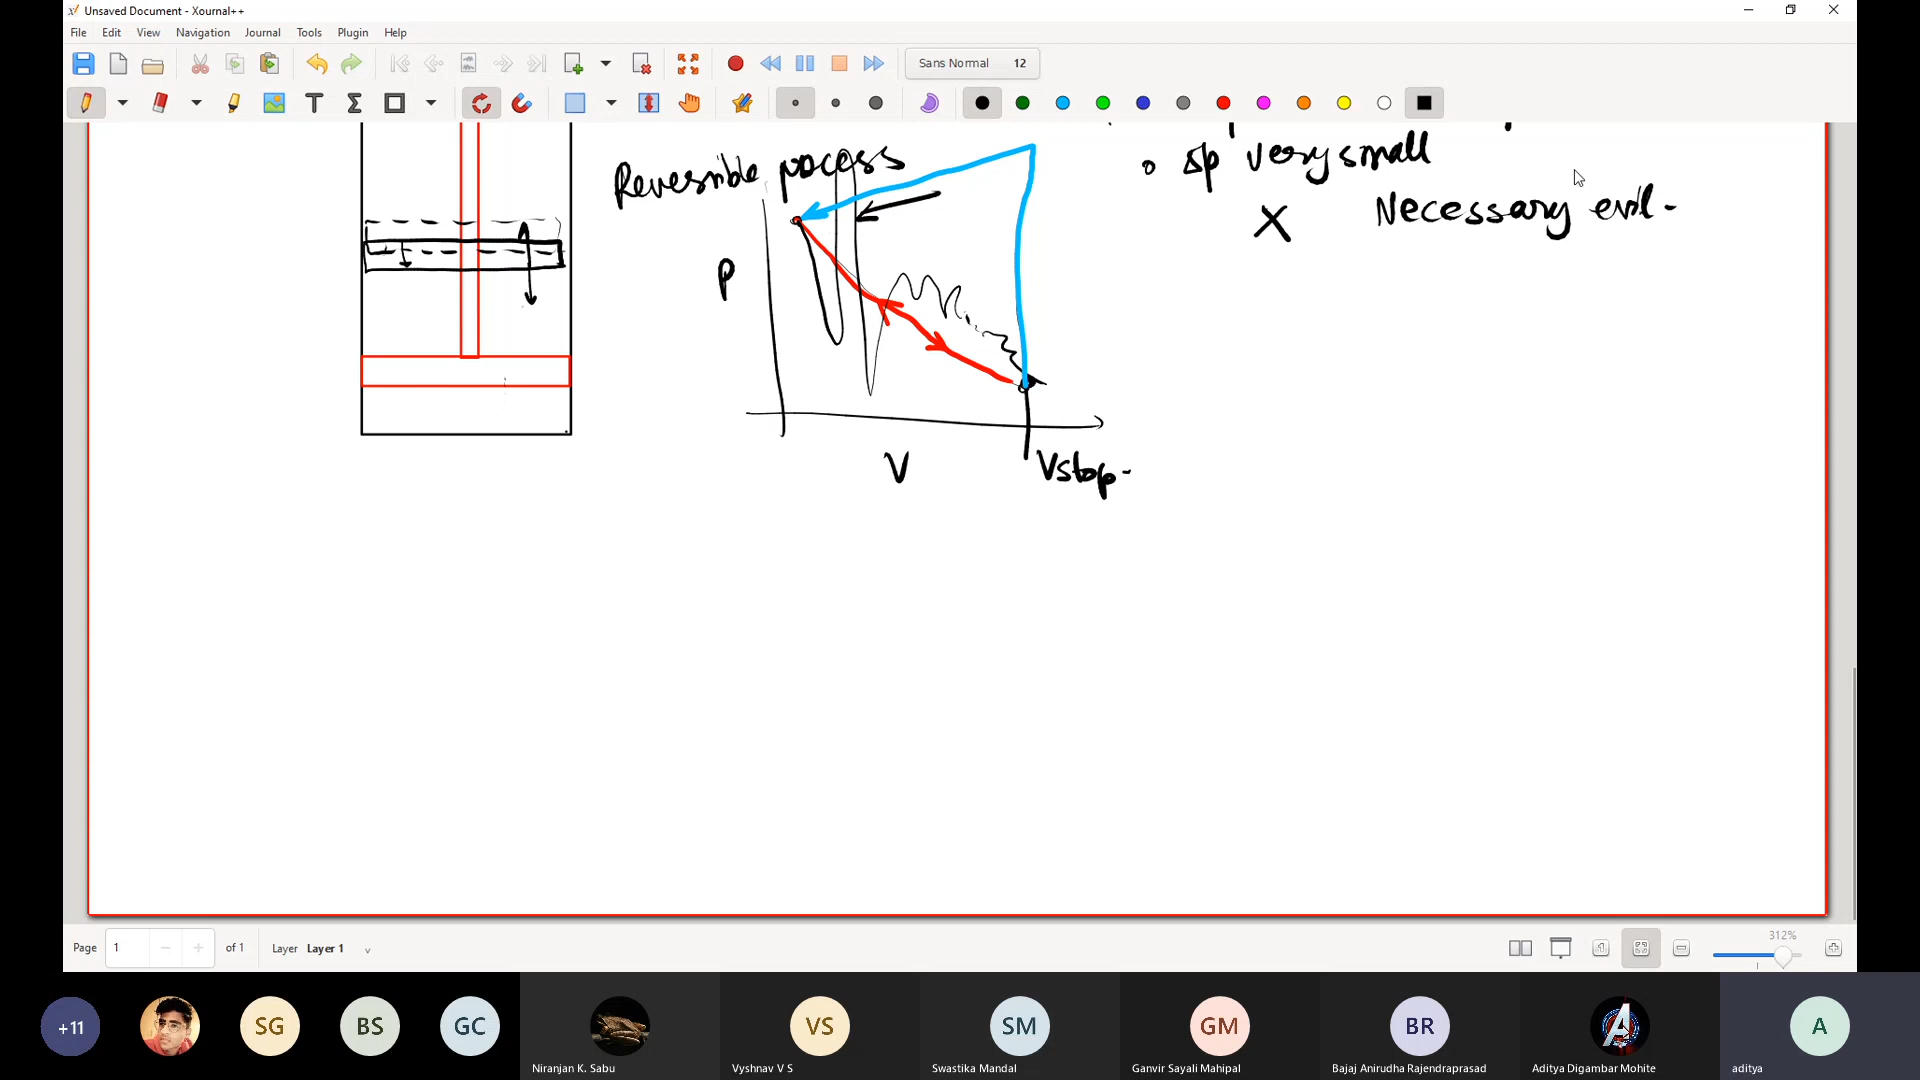 Unsaved Document - Xournal++
File Edit View Navigation Journal Tools Plugin Help
Sans Normal 12
Reversible process
Δp very small
X Necessary evil-
P
V
Vstop-
Page 1 of 1 Layer Layer 1
312%
+11
SG
BS
GC
VS
SM
GM
BR
A
Niranjan K. Sabu
Vyshnav V S
Swastika Mandal
Ganvir Sayali Mahipal
Bajaj Anirudha Rajendraprasad
Aditya Digambar Mohite
aditya